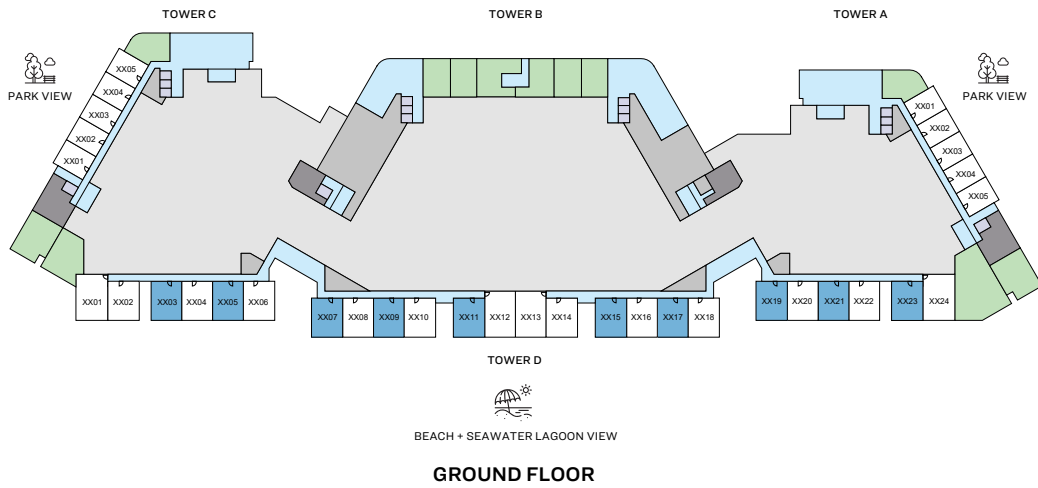 TOWER C
TOWER B
TOWER A
PARK VIEW
PARK VIEW
XX05
XX04
XX03
XX02
XX01
XX01
XX02
XX03
XX04
XX05
XX01
XX02
XX03
XX04
XX05
XX06
XX07
XX08
XX09
XX10
XX11
XX12
XX13
XX14
XX15
XX16
XX17
XX18
XX19
XX20
XX21
XX22
XX23
XX24
TOWER D
BEACH + SEAWATER LAGOON VIEW
GROUND FLOOR